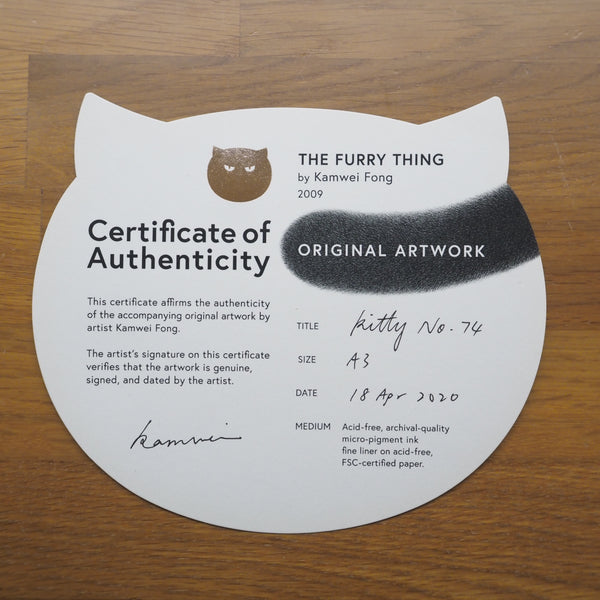 THE FURRY THING
by Kamwei Fong
2009
Certificate of
Authenticity
ORIGINAL ARTWORK
This certificate affirms the authenticity
of the accompanying original artwork by
artist Kamwei Fong.
The artist's signature on this certificate
verifies that the artwork is genuine,
signed, and dated by the artist.
kamwei
TITLE Kitty No. 74
SIZE A3
DATE 18 Apr 2020
MEDIUM Acid-free, archival-quality
micro-pigment ink
fine liner on acid-free,
FSC-certified paper.